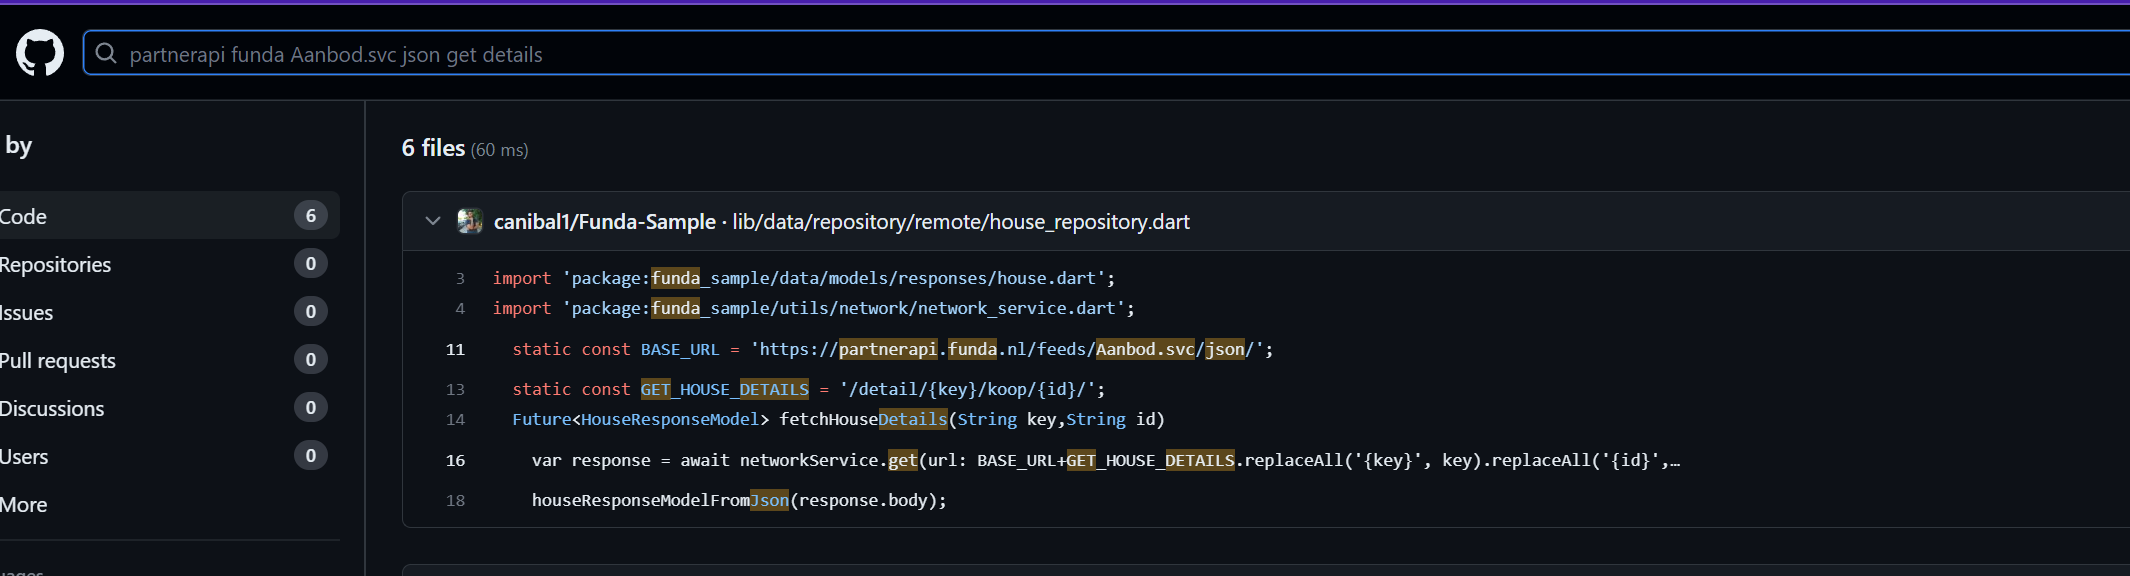 partnerapi funda Aanbod.svc json get details
by
Code 6
Repositories 0
Issues 0
Pull requests 0
Discussions 0
Users 0
More
6 files (60 ms)
canibal1/Funda-Sample · lib/data/repository/remote/house_repository.dart
3 import 'package:funda_sample/data/models/responses/house.dart';
4 import 'package:funda_sample/utils/network/network_service.dart';
11 static const BASE_URL = 'https://partnerapi.funda.nl/feeds/Aanbod.svc/json/';
13 static const GET_HOUSE_DETAILS = '/detail/{key}/koop/{id}/';
14 Future<HouseResponseModel> fetchHouseDetails(String key,String id)
16 var response = await networkService.get(url: BASE_URL+GET_HOUSE_DETAILS.replaceAll('{key}', key).replaceAll('{id}',…
18 houseResponseModelFromJson(response.body);